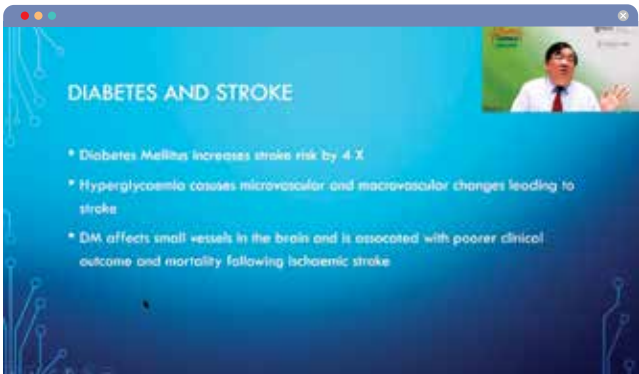 DIABETES AND STROKE
• Diabetes Mellitus increases stroke risk by 4 X
• Hyperglycaemia casuses microvascular and macrovascular changes leading to
stroke
• DM affects small vessels in the brain and is assocated with poorer clinical
outcome and mortality following ischaemic stroke